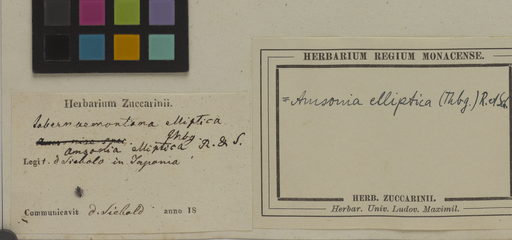 Herbarium Zuccarinii.
Tabernaemontana elliptica
Thbg.
Amsonia elliptica R. & S.
Legit. d Siebold in Japonia
Communicavit d. Siebold anno 18
HERBARIUM REGIUM MONACENSE.
= Amsonia elliptica (Thbg.) R. et Sch.
HERB. ZUCCARINII.
Herbar. Univ. Ludov. Maximil.